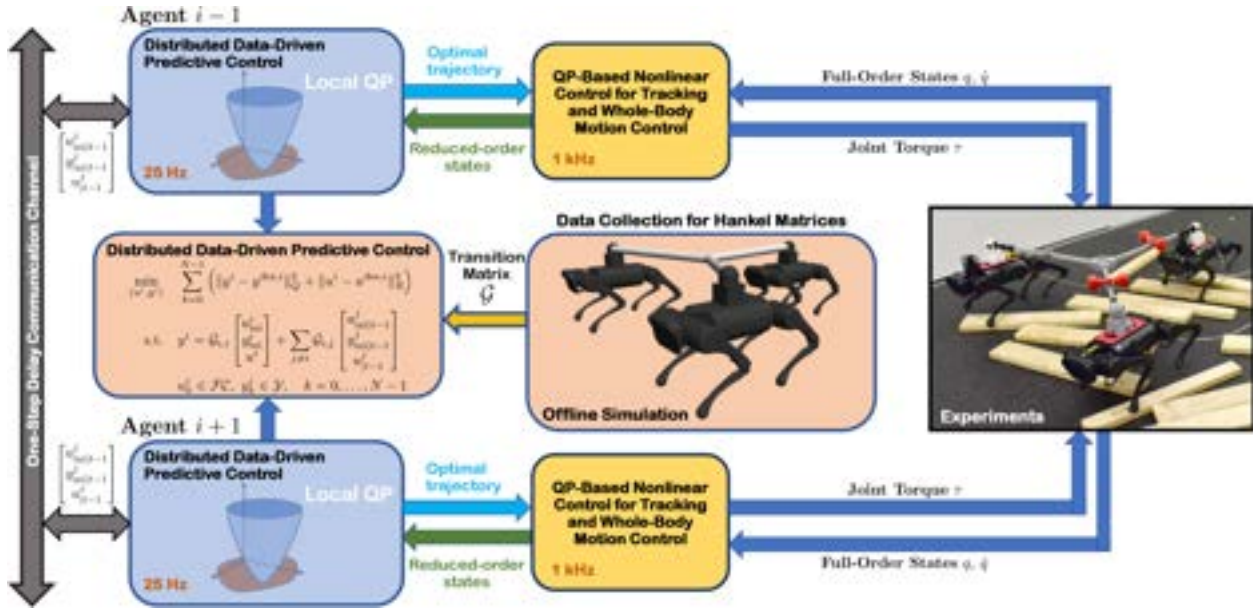 Agent i − 1
Distributed Data-Driven
Predictive Control
Local QP
25 Hz
Optimal
trajectory
Reduced-order
states
QP-Based Nonlinear
Control for Tracking
and Whole-Body
Motion Control
1 kHz
Full-Order States q, q̇
Joint Torque τ
One-Step Delay Communication Channel
Distributed Data-Driven Predictive Control
s.t.
k = 0, . . . , N − 1
Transition
Matrix
𝒢
Data Collection for Hankel Matrices
Offline Simulation
Experiments
Agent i + 1
Distributed Data-Driven
Predictive Control
Local QP
25 Hz
Optimal
trajectory
Reduced-order
states
QP-Based Nonlinear
Control for Tracking
and Whole-Body
Motion Control
1 kHz
Joint Torque τ
Full-Order States q, q̇